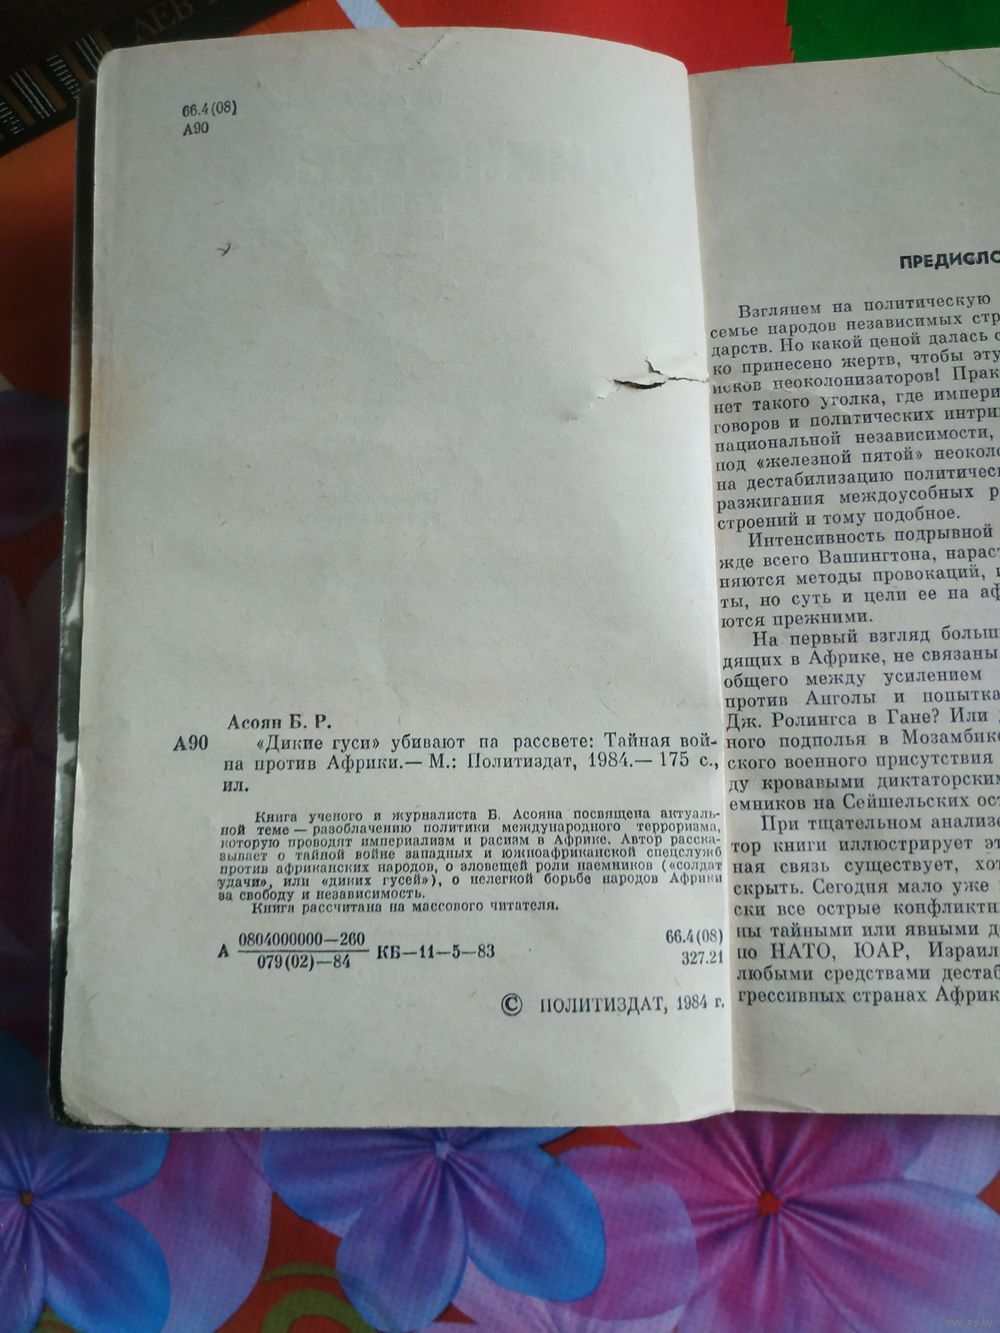 ЛЕВ
66.4(08)
А90
Асоян Б. Р.
А90 «Дикие гуси» убивают на рассвете: Тайная вой-
на против Африки.— М.: Политиздат, 1984.— 175 с.,
ил.
Книга ученого и журналиста Б. Асояна посвящена актуаль-
ной теме — разоблачению политики международного терроризма,
которую проводят империализм и расизм в Африке. Автор расска-
зывает о тайной войне западных и южноафриканской спецслужб
против африканских народов, о зловещей роли наемников («солдат
удачи», или «диких гусей»), о нелегкой борьбе народов Африки
за свободу и независимость.
Книга рассчитана на массового читателя.
А 0804000000—260
079(02)—84 КБ—11—5—83
66.4(08)
327.21
© ПОЛИТИЗДАТ, 1984 г.
ПРЕДИСЛО
Взглянем на политическую
семье народов независимых стр
дарств. Но какой ценой далась
ко принесено жертв, чтобы эту
исков неоколонизаторов! Прак
нет такого уголка, где импери
говоров и политических интри
национальной независимости,
под «железной пятой» неоколо
на дестабилизацию политичес
разжигания междоусобных р
строений и тому подобное.
Интенсивность подрывной
жде всего Вашингтона, нараст
няются методы провокаций,
ты, но суть и цели ее на аф
ются прежними.
На первый взгляд больш
дящих в Африке, не связаны
общего между усилением
против Анголы и попытка
Дж. Ролингса в Гане? Или
ного подполья в Мозамбик
ского военного присутствия
ду кровавыми диктаторским
емников на Сейшельских ост
При тщательном анализе
тор книги иллюстрирует эт
ная связь существует, хот
скрыть. Сегодня мало уже
ски все острые конфликтн
ны тайными или явными д
по НАТО, ЮАР, Израил
любыми средствами дестаб
грессивных странах Африк
www.ay.by